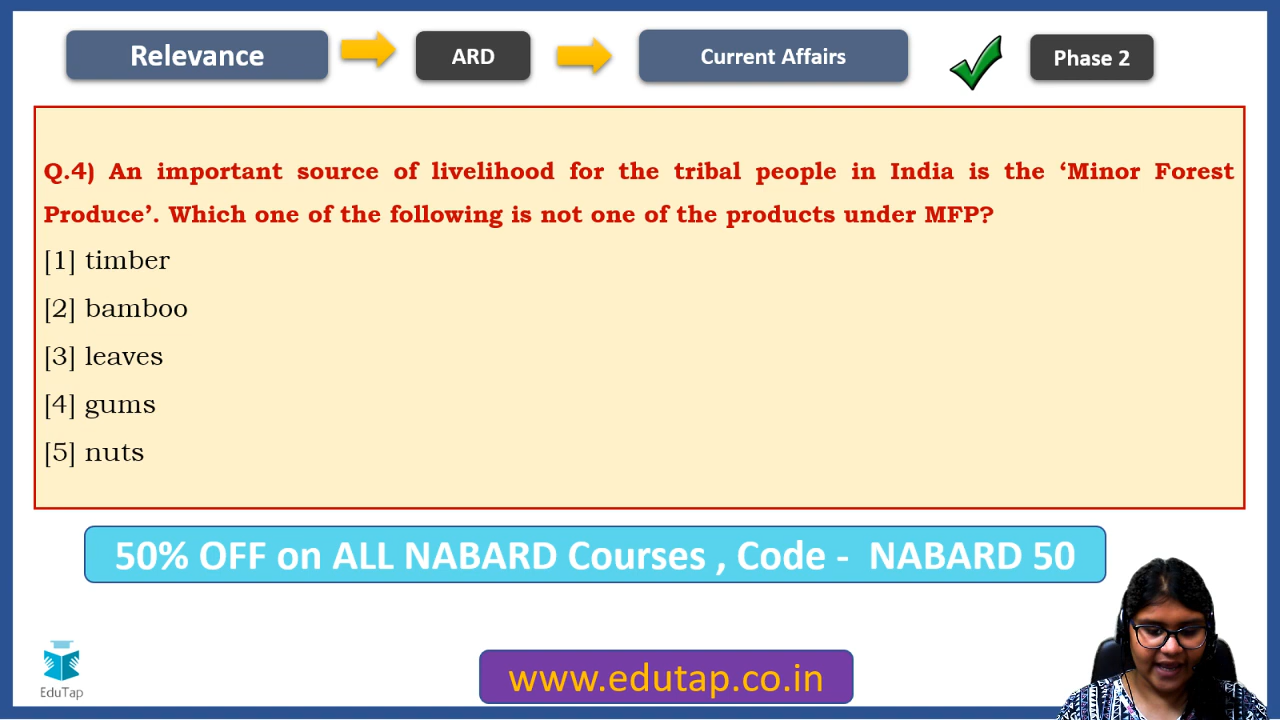 Relevance
ARD
Current Affairs
Phase 2
Q.4) An important source of livelihood for the tribal people in India is the ‘Minor Forest
Produce’. Which one of the following is not one of the products under MFP?
[1] timber
[2] bamboo
[3] leaves
[4] gums
[5] nuts
50% OFF on ALL NABARD Courses , Code - NABARD 50
EduTap
www.edutap.co.in